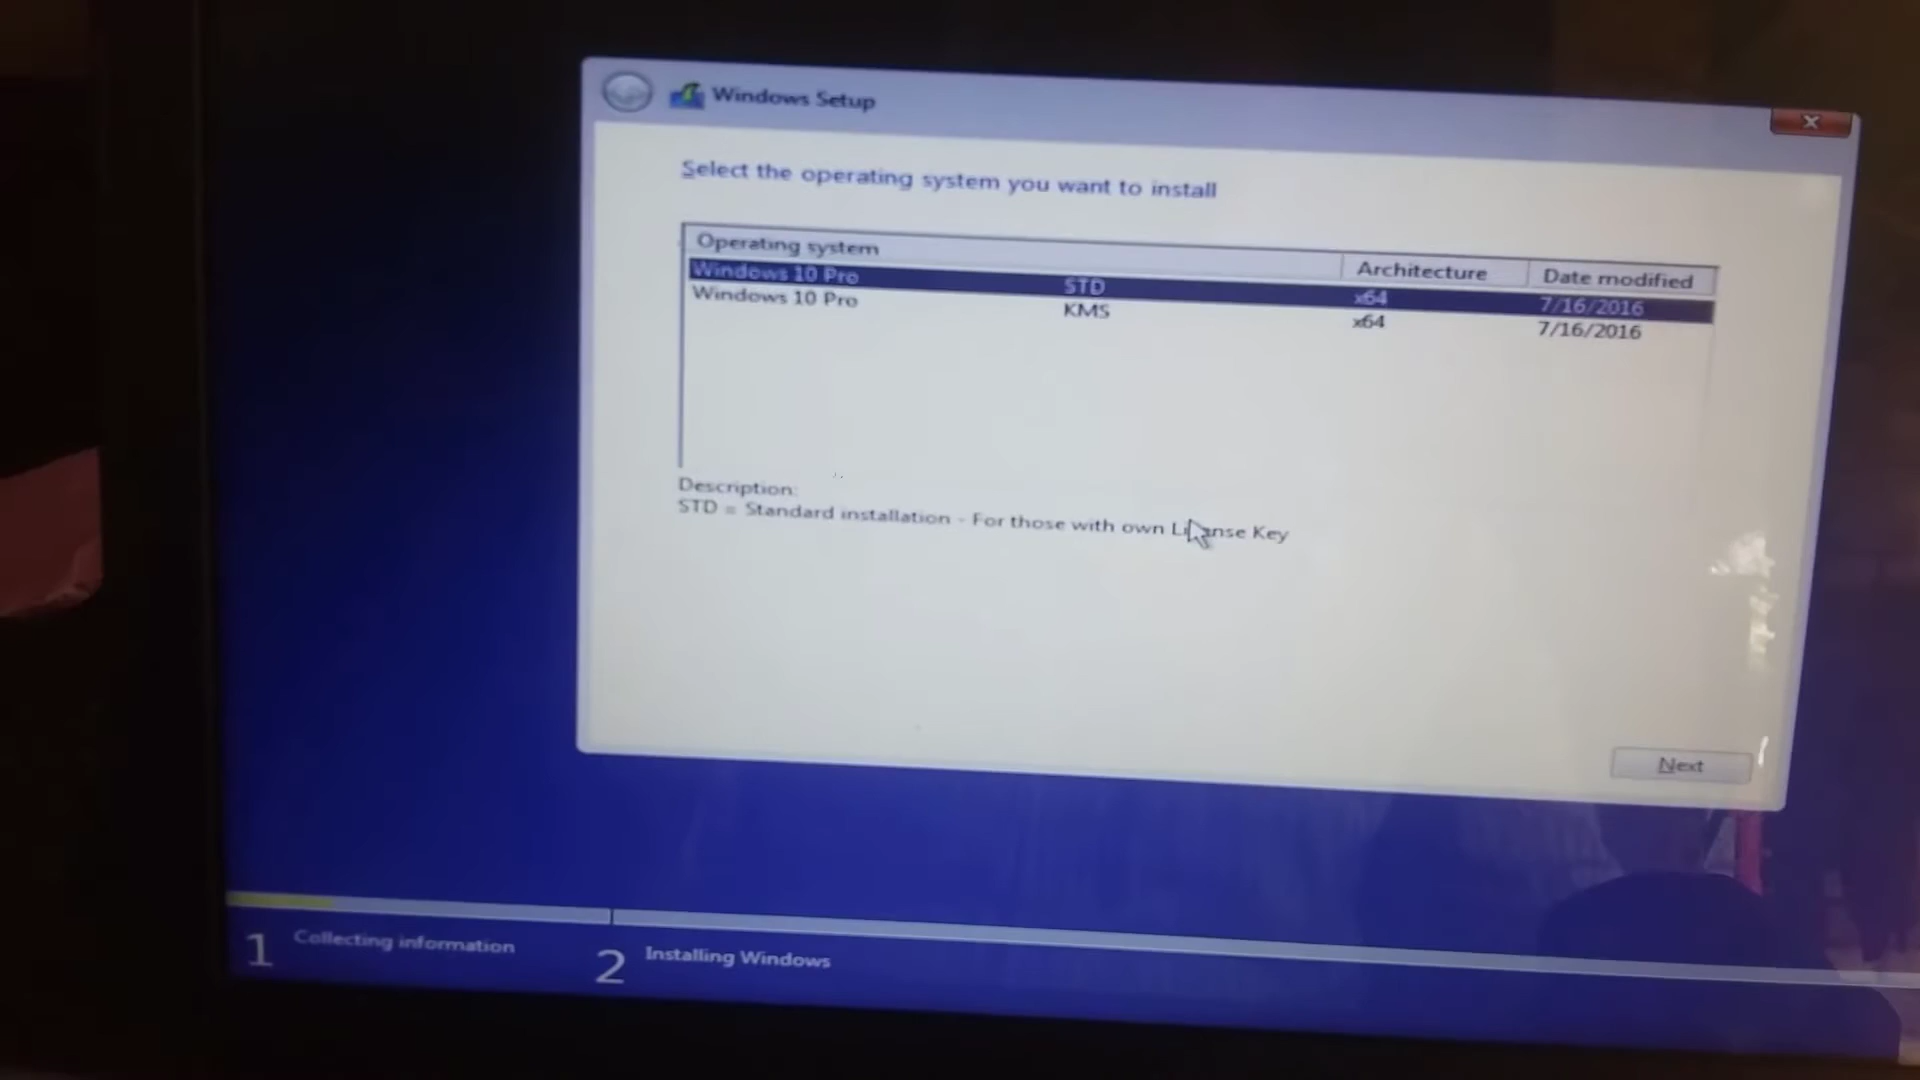 Windows Setup
Select the operating system you want to install
Operating system Architecture Date modified
Windows 10 Pro STD x64 7/16/2016
Windows 10 Pro KMS x64 7/16/2016
Description:
STD = Standard installation - For those with own License Key
Next
1 Collecting information 2 Installing Windows